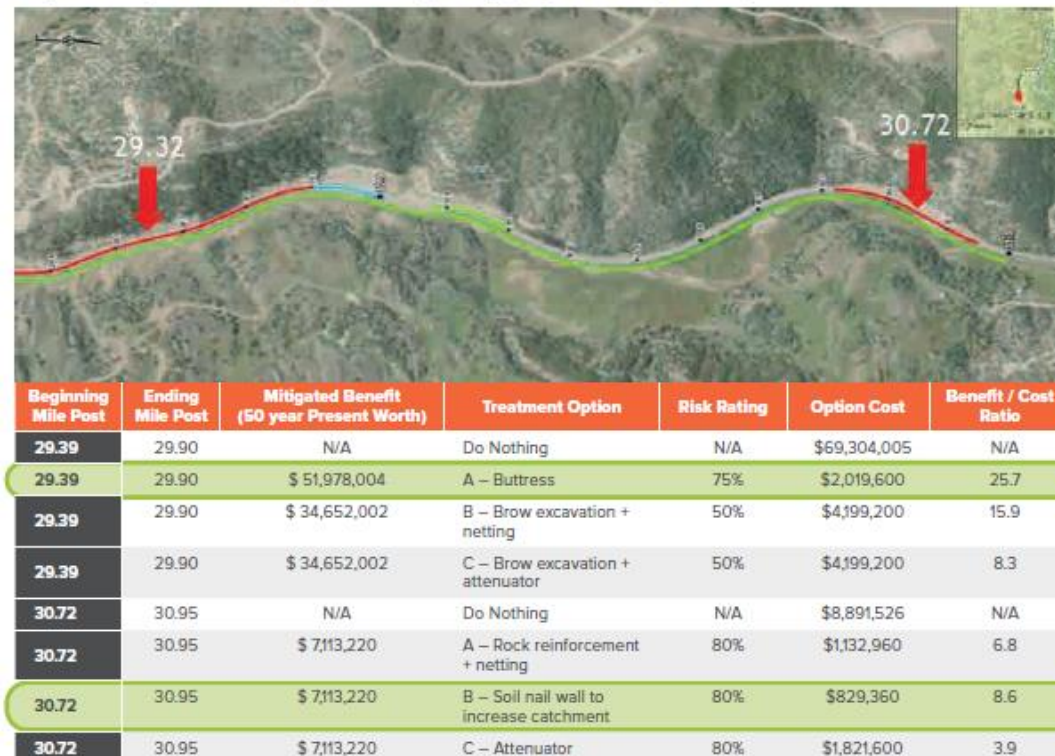 29.32
30.72
Beginning Mile Post Ending Mile Post Mitigated Benefit (50 year Present Worth) Treatment Option Risk Rating Option Cost Benefit / Cost Ratio
29.39 29.90 N/A Do Nothing N/A $69,304,005 N/A
29.39 29.90 $ 51,978,004 A – Buttress 75% $2,019,600 25.7
29.39 29.90 $ 34,652,002 B – Brow excavation + netting 50% $4,199,200 15.9
29.39 29.90 $ 34,652,002 C – Brow excavation + attenuator 50% $4,199,200 8.3
30.72 30.95 N/A Do Nothing N/A $8,891,526 N/A
30.72 30.95 $ 7,113,220 A – Rock reinforcement + netting 80% $1,132,960 6.8
30.72 30.95 $ 7,113,220 B – Soil nail wall to increase catchment 80% $829,360 8.6
30.72 30.95 $ 7,113,220 C – Attenuator 80% $1,821,600 3.9